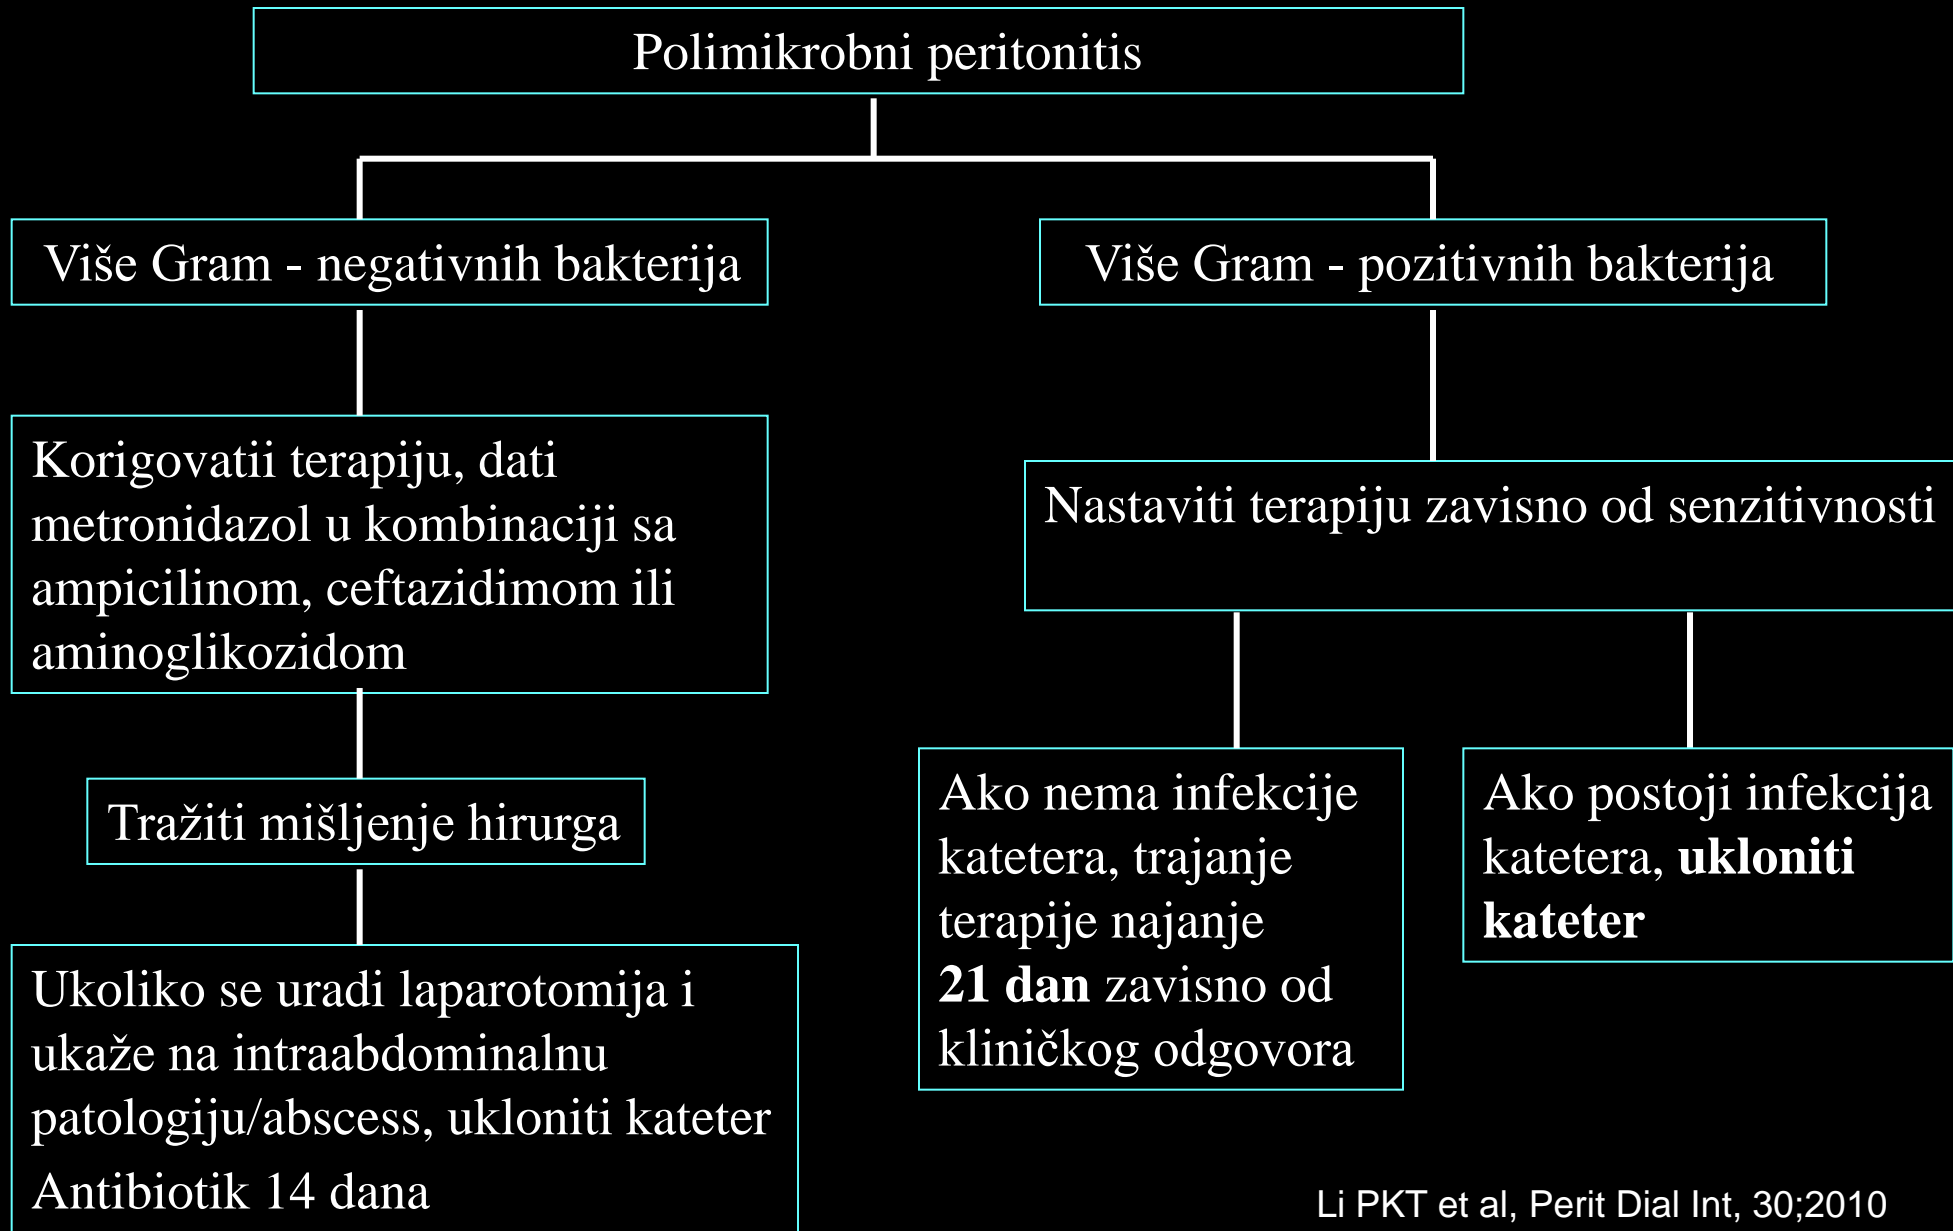 Polimikrobni peritonitis
Više Gram - negativnih bakterija
Više Gram - pozitivnih bakterija
Korigovatii terapiju, dati
metronidazol u kombinaciji sa
ampicilinom, ceftazidimom ili
aminoglikozidom
Nastaviti terapiju zavisno od senzitivnosti
Tražiti mišljenje hirurga
Ako nema infekcije
katetera, trajanje
terapije najanje
21 dan zavisno od
kliničkog odgovora
Ako postoji infekcija
katetera, ukloniti
kateter
Ukoliko se uradi laparotomija i
ukaže na intraabdominalnu
patologiju/abscess, ukloniti kateter
Antibiotik 14 dana
Li PKT et al, Perit Dial Int, 30;2010